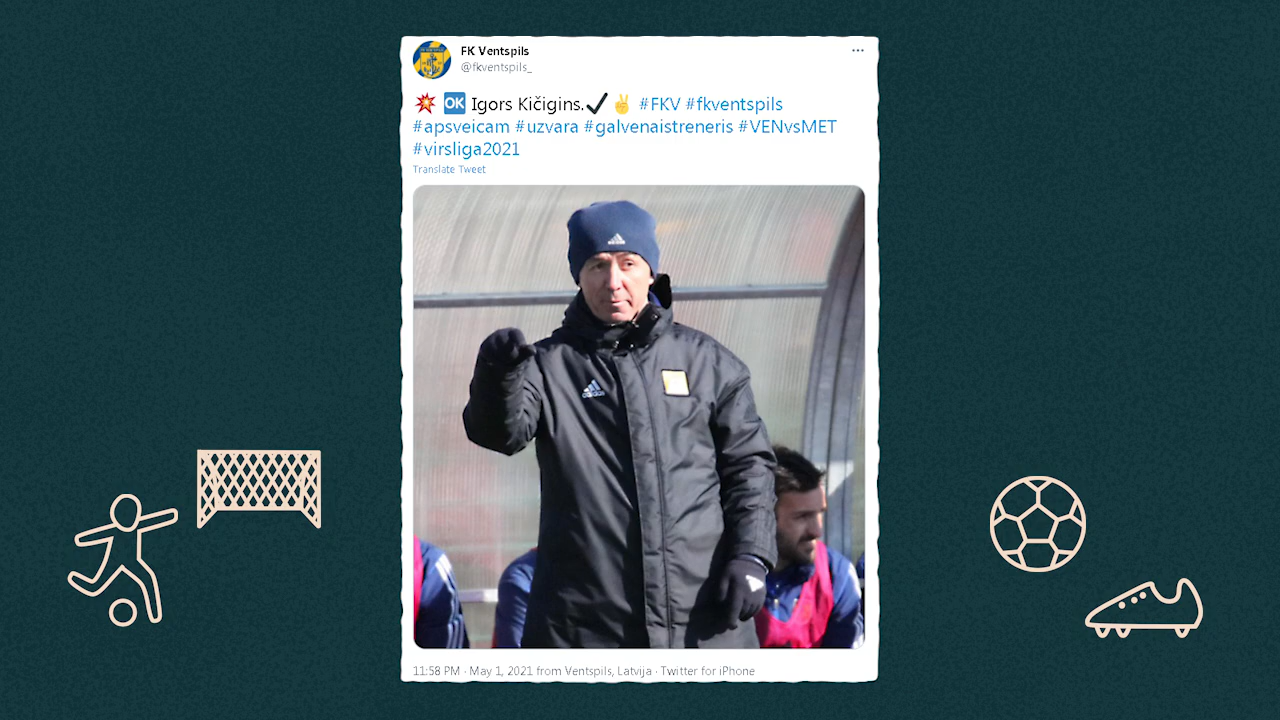 FK Ventspils
@fkventspils_
💥 🆗 Igors Kičigins.✔✌ #FKV #fkventspils
#apsveicam #uzvara #galvenaistreneris #VENvsMET
#virsliga2021
Translate Tweet
adidas
11:58 PM · May 1, 2021 from Ventspils, Latvija · Twitter for iPhone